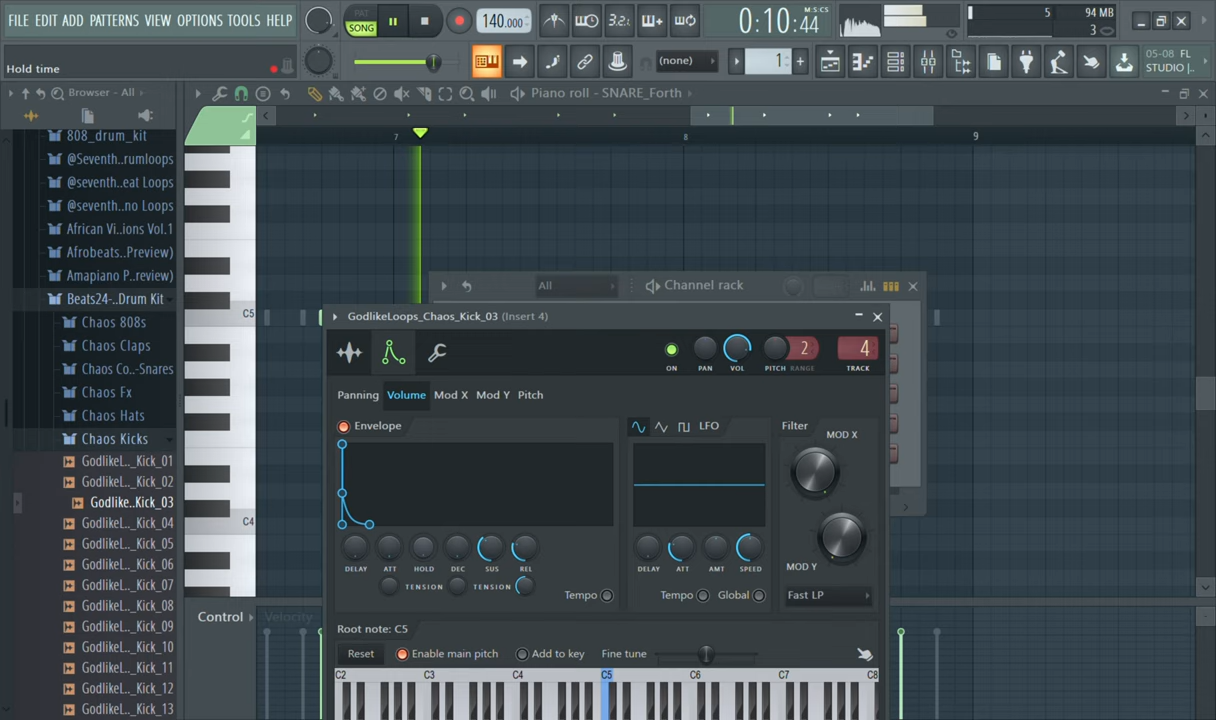 FILE EDIT ADD PATTERNS VIEW OPTIONS TOOLS HELP
PAT
SONG
140.000
3.2.
0:10:44
M:S:CS
5
94 MB
3
Hold time
(none)
1
05-08 FL
STUDIO |..
Browser - All
Piano roll - SNARE_Forth
7
8
9
808_drum_kit
@Seventh..rumloops
@seventh..eat Loops
@seventh..no Loops
African Vi..ions Vol.1
Afrobeats..Preview)
Amapiano P..review)
Beats24-..Drum Kit
Chaos 808s
Chaos Claps
Chaos Co..-Snares
Chaos Fx
Chaos Hats
Chaos Kicks
GodlikeL.._Kick_01
GodlikeL.._Kick_02
Godlike..Kick_03
GodlikeL.._Kick_04
GodlikeL.._Kick_05
GodlikeL.._Kick_06
GodlikeL.._Kick_07
GodlikeL.._Kick_08
GodlikeL.._Kick_09
GodlikeL.._Kick_10
GodlikeL.._Kick_11
GodlikeL.._Kick_12
GodlikeL.._Kick_13
C5
C4
Control
Velocity
All
Channel rack
GodlikeLoops_Chaos_Kick_03 (Insert 4)
2
4
ON
PAN
VOL
PITCH
RANGE
TRACK
Panning
Volume
Mod X
Mod Y
Pitch
Envelope
LFO
Filter
MOD X
MOD Y
DELAY
ATT
HOLD
DEC
SUS
REL
TENSION
TENSION
Tempo
DELAY
ATT
AMT
SPEED
Tempo
Global
Fast LP
Root note: C5
Reset
Enable main pitch
Add to key
Fine tune
C2
C3
C4
C5
C6
C7
C8